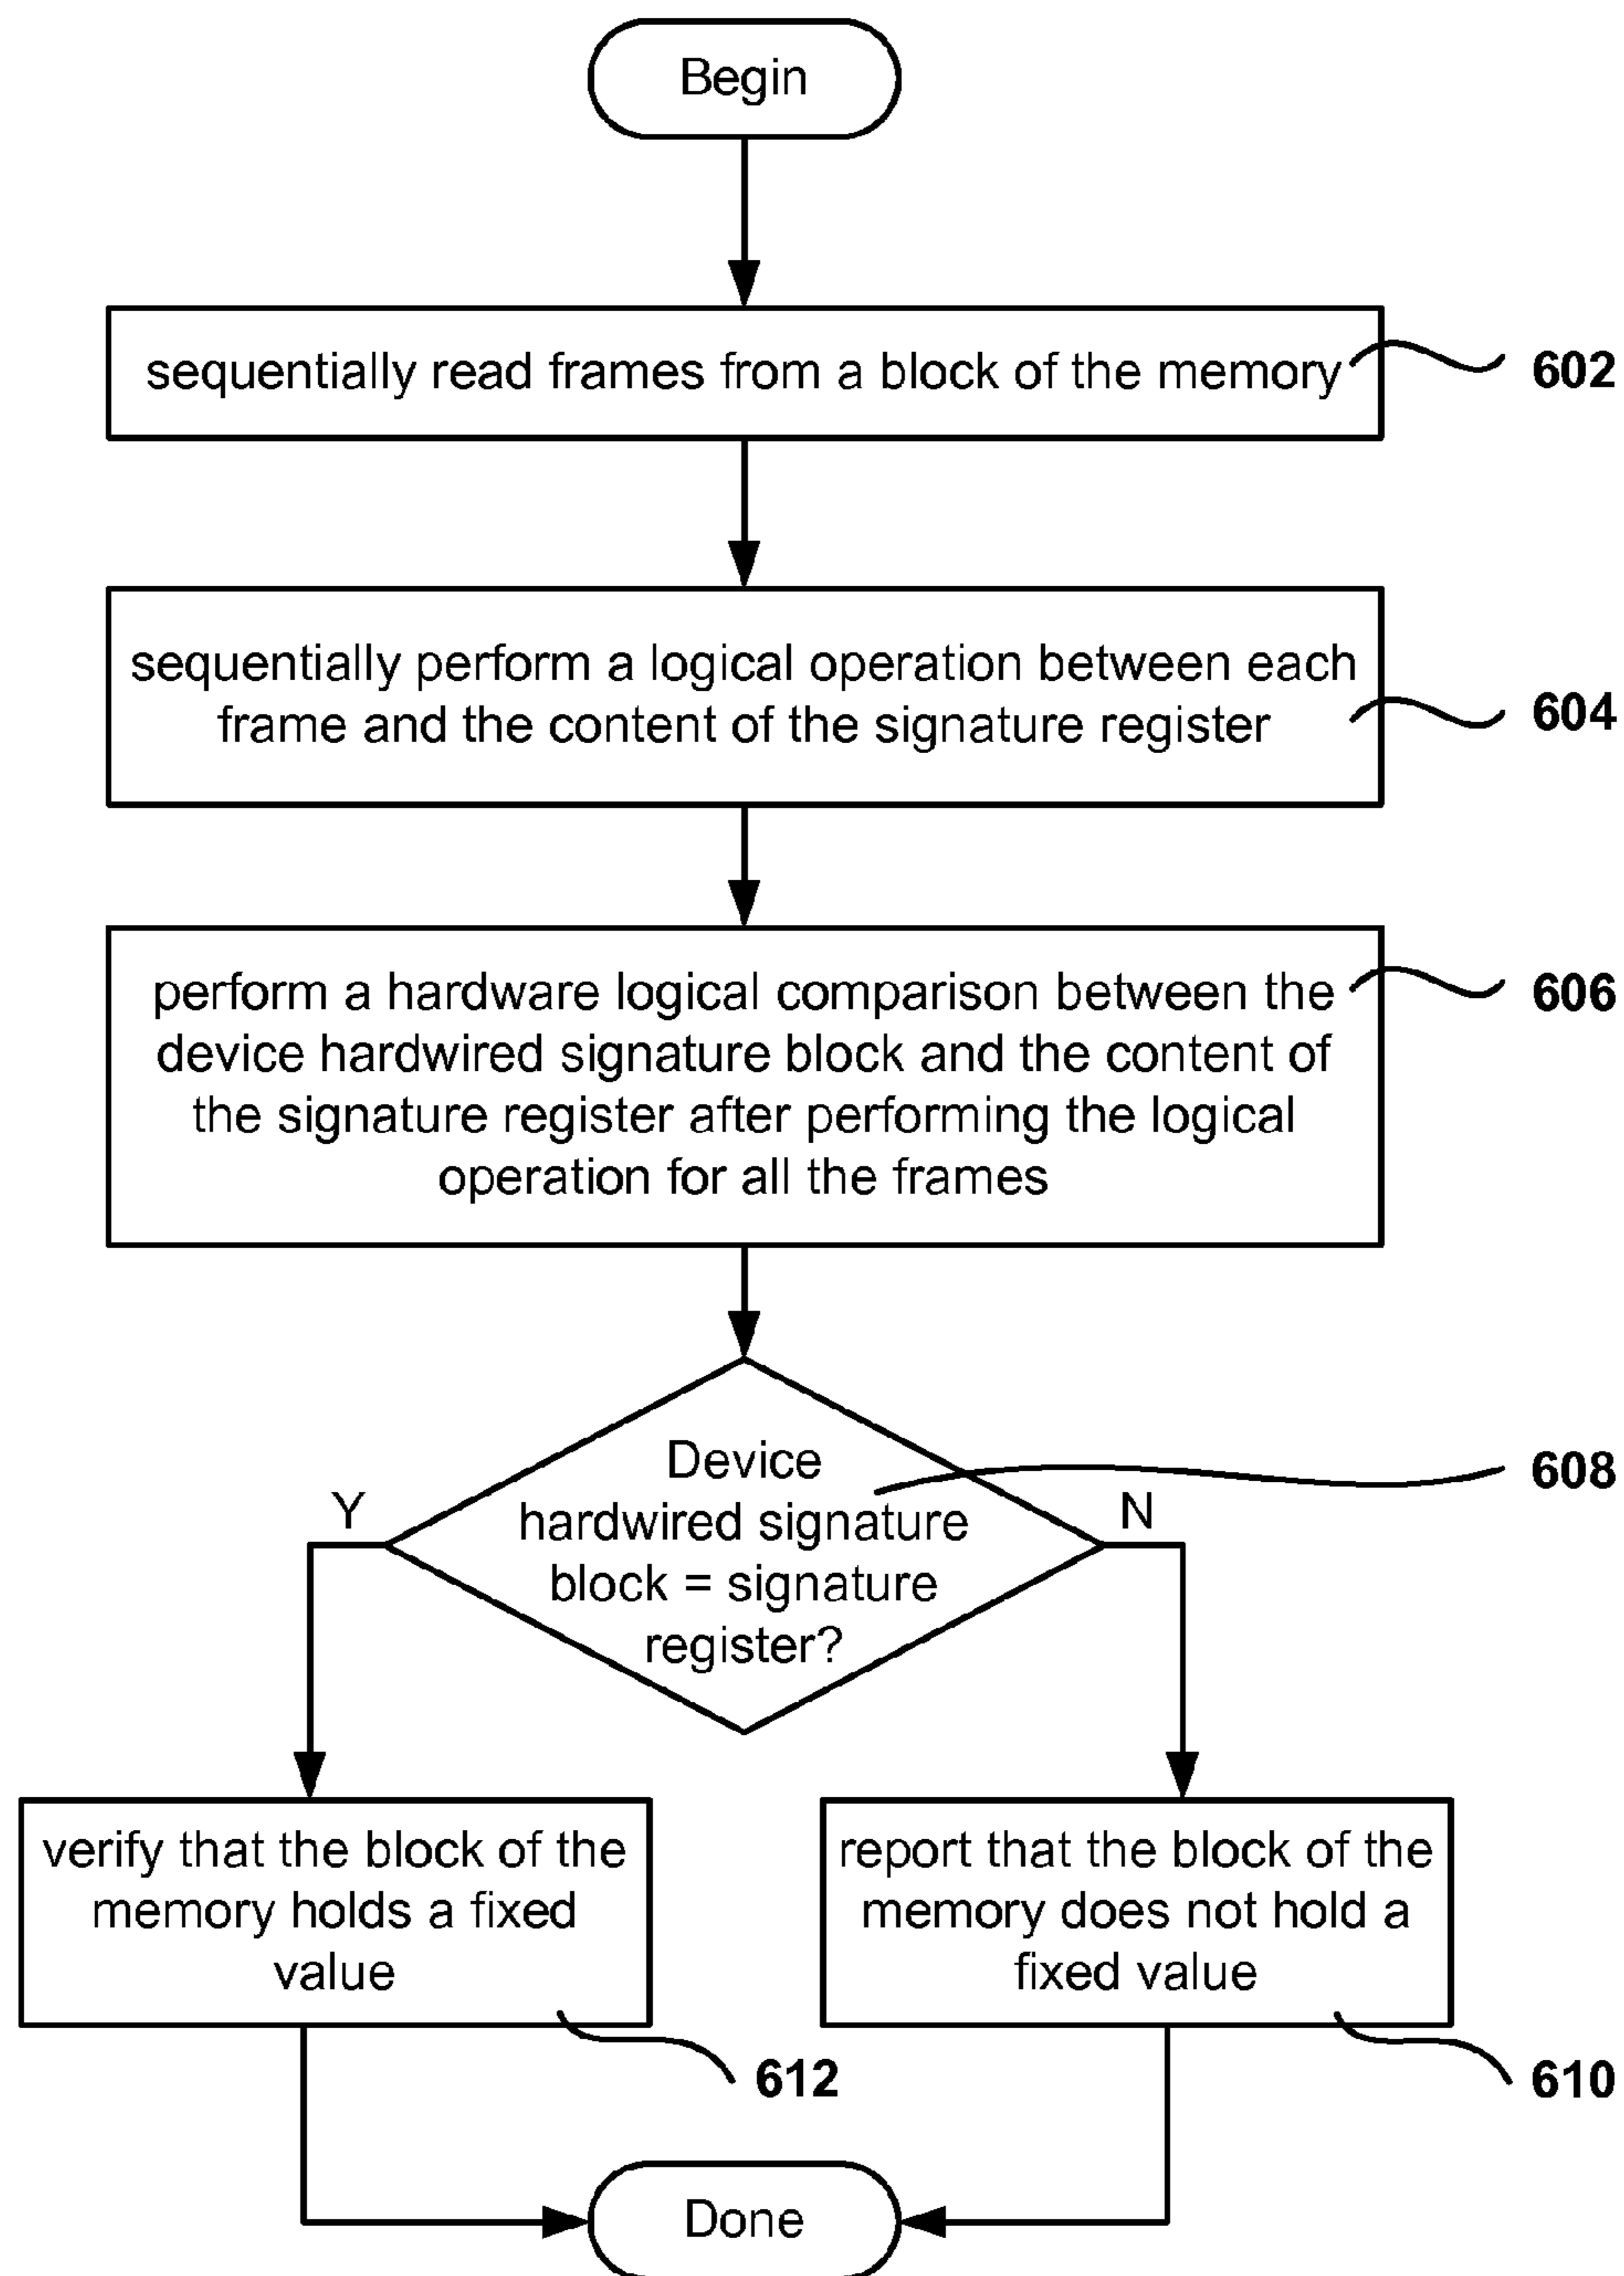 Begin
sequentially read frames from a block of the memory
602
sequentially perform a logical operation between each
frame and the content of the signature register
604
perform a hardware logical comparison between the
device hardwired signature block and the content of
the signature register after performing the logical
operation for all the frames
606
Device
hardwired signature
block = signature
register?
608
Y
N
verify that the block of the
memory holds a fixed
value
612
report that the block of the
memory does not hold a
fixed value
610
Done